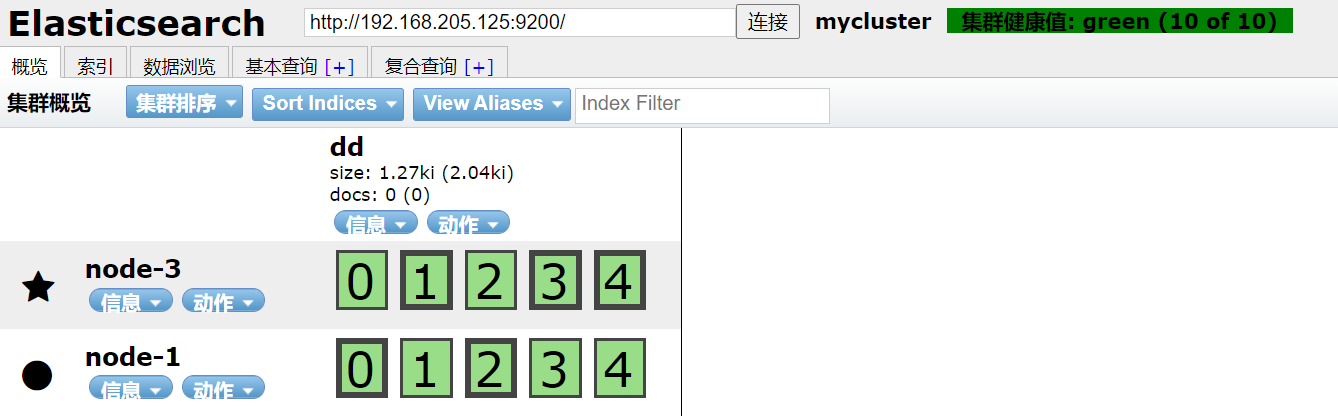 Elasticsearch http://192.168.205.125:9200/ 连接 mycluster 集群健康值: green (10 of 10)
概览 索引 数据浏览 基本查询 [+] 复合查询 [+]
集群概览 集群排序 Sort Indices View Aliases Index Filter
dd
size: 1.27ki (2.04ki)
docs: 0 (0)
信息 动作
node-3 0 1 2 3 4
信息 动作
node-1 0 1 2 3 4
信息 动作